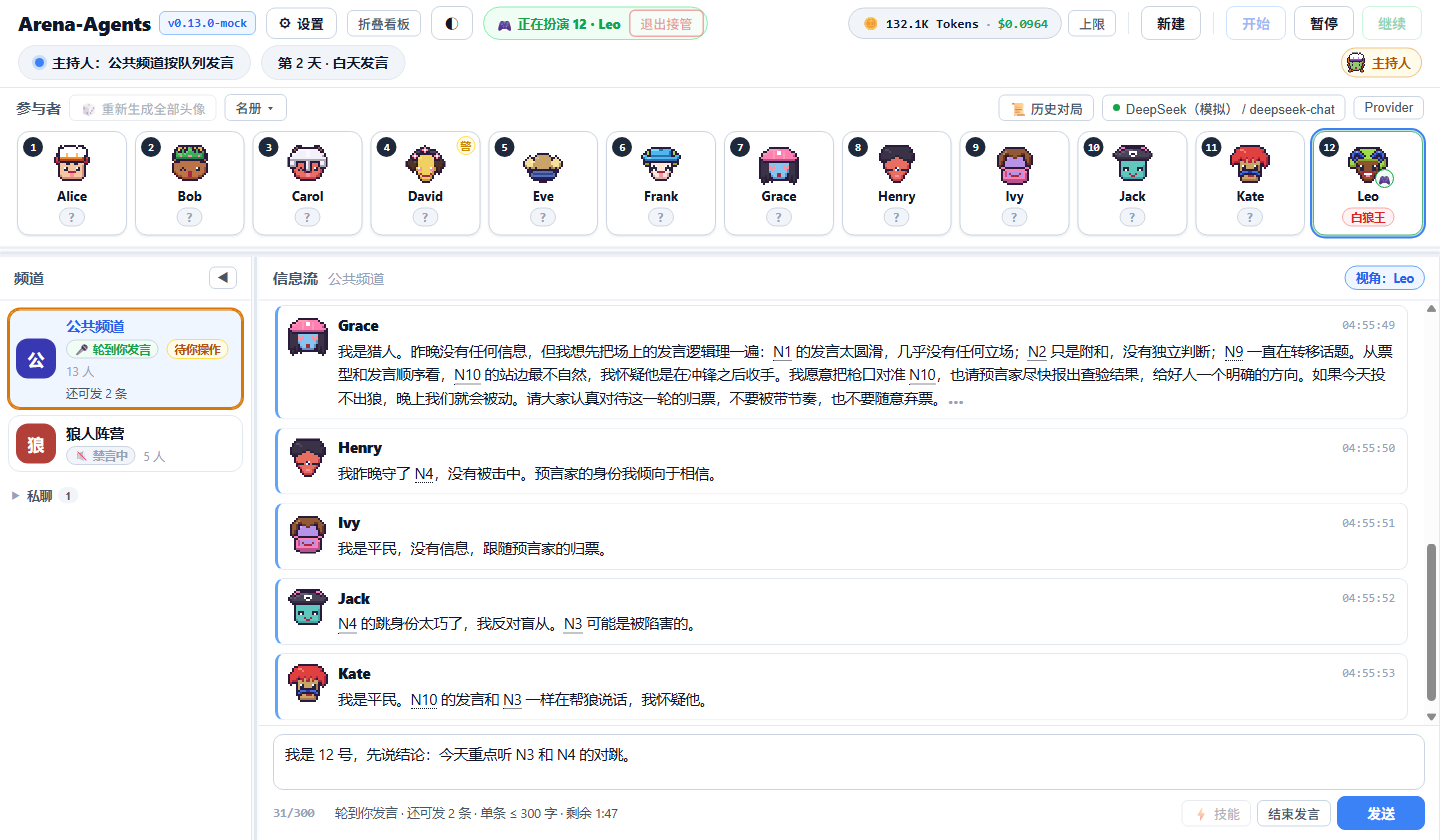 Arena-Agents v0.13.0-mock 设置 折叠看板 正在扮演 12 · Leo 退出接管 132.1K Tokens · $0.0964 上限 新建 开始 暂停 继续
主持人：公共频道按队列发言 第 2 天 · 白天发言 主持人
参与者 重新生成全部头像 名册 历史对局 DeepSeek（模拟） / deepseek-chat Provider
1 2 3 4 警 5 6 7 8 9 10 11 12
Alice Bob Carol David Eve Frank Grace Henry Ivy Jack Kate Leo
? ? ? ? ? ? ? ? ? ? ? 白狼王
频道
公 公共频道
轮到你发言 待你操作
13 人
还可发 2 条
狼 狼人阵营
禁言中 5 人
私聊 1
信息流 公共频道 视角：Leo
Grace 04:55:49
我是猎人。昨晚没有任何信息，但我想先把场上的发言逻辑理一遍：N1 的发言太圆滑，几乎没有任何立场；N2 只是附和，没有独立判断；N9 一直在转移话题。从票
型和发言顺序看，N10 的站边最不自然，我怀疑他是在冲锋之后收手。我愿意把枪口对准 N10，也请预言家尽快报出查验结果，给好人一个明确的方向。如果今天投
不出狼，晚上我们就会被动。请大家认真对待这一轮的归票，不要被带节奏，也不要随意弃票。 •••
Henry 04:55:50
我昨晚守了 N4，没有被击中。预言家的身份我倾向于相信。
Ivy 04:55:51
我是平民，没有信息，跟随预言家的归票。
Jack 04:55:52
N4 的跳身份太巧了，我反对盲从。N3 可能是被陷害的。
Kate 04:55:53
我是平民。N10 的发言和 N3 一样在帮狼说话，我怀疑他。
我是 12 号，先说结论：今天重点听 N3 和 N4 的对跳。
31/300 轮到你发言 · 还可发 2 条 · 单条 ≤ 300 字 · 剩余 1:47 技能 结束发言 发送